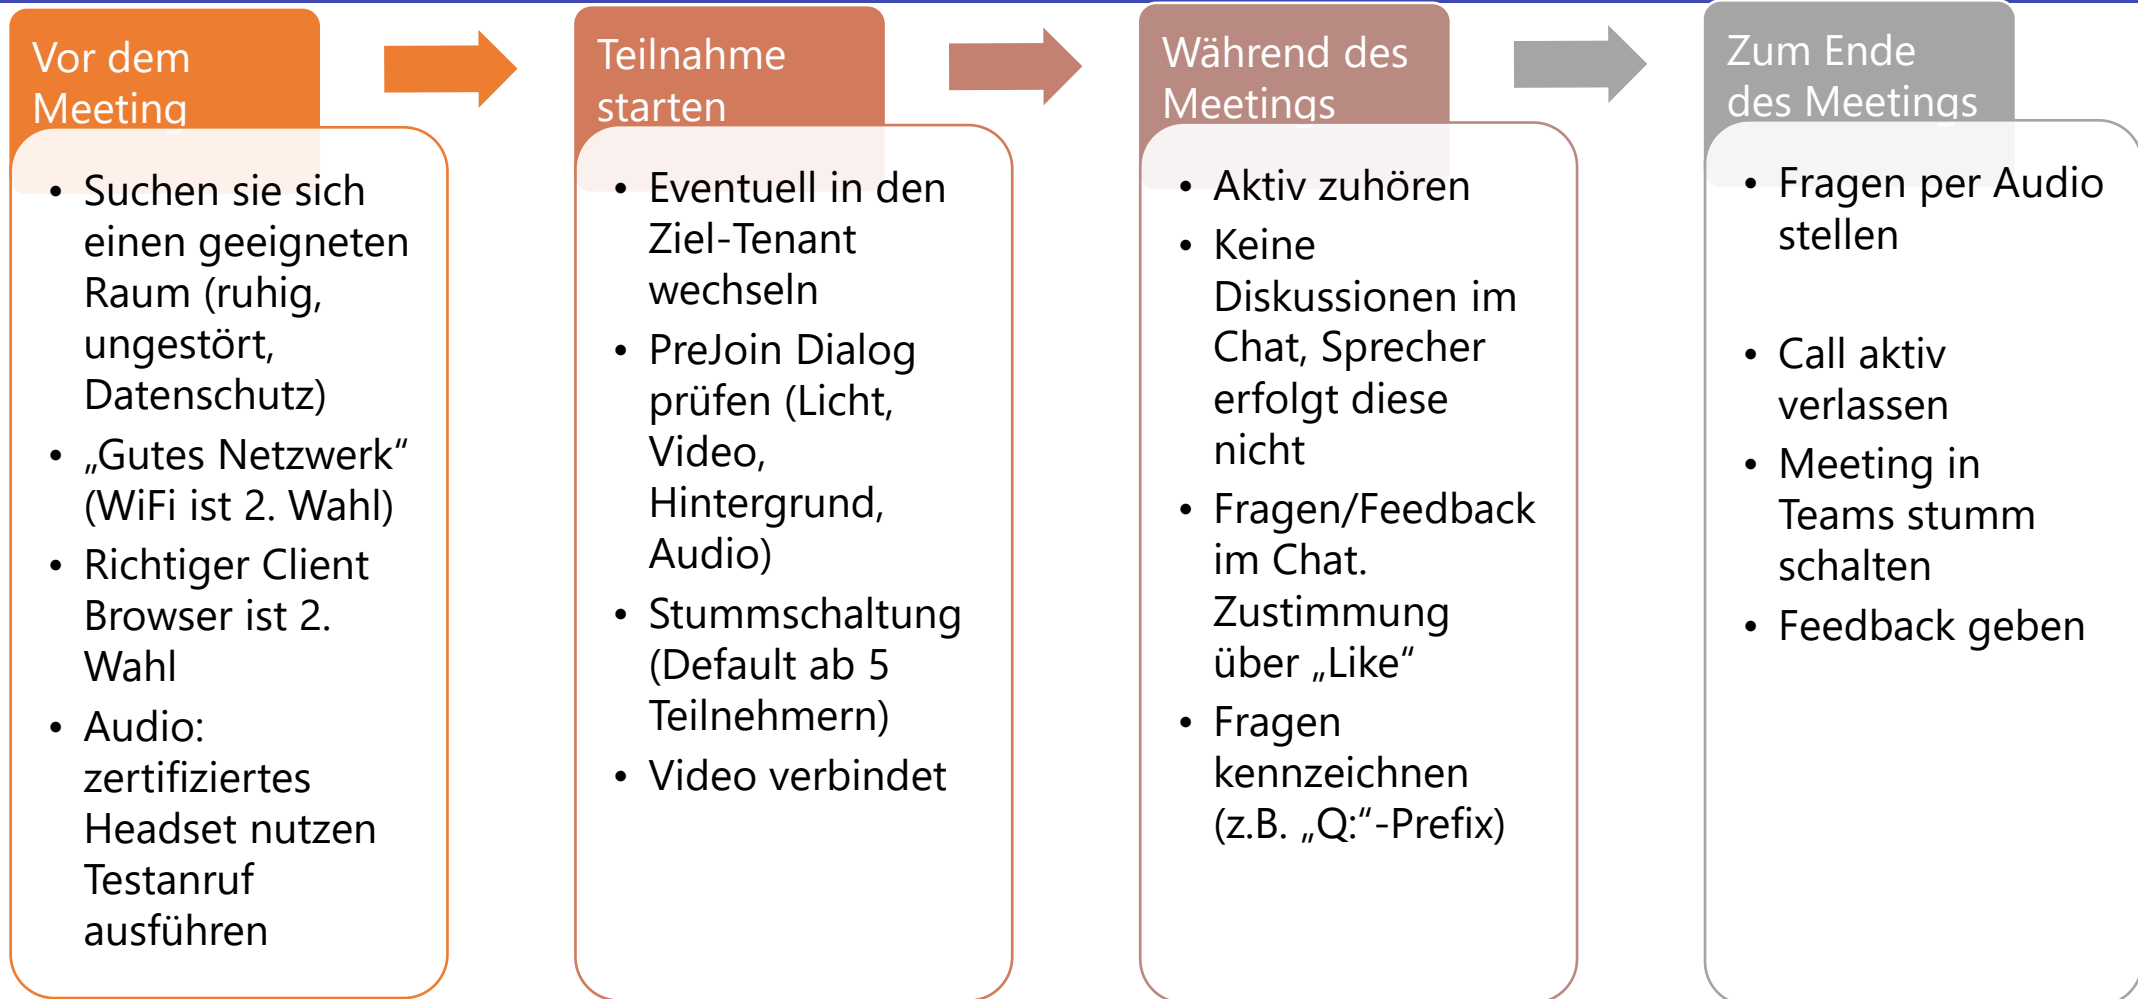 Vor dem
Meeting
• Suchen sie sich
einen geeigneten
Raum (ruhig,
ungestört,
Datenschutz)
• „Gutes Netzwerk“
(WiFi ist 2. Wahl)
• Richtiger Client
Browser ist 2.
Wahl
• Audio:
zertifiziertes
Headset nutzen
Testanruf
ausführen
Teilnahme
starten
• Eventuell in den
Ziel-Tenant
wechseln
• PreJoin Dialog
prüfen (Licht,
Video,
Hintergrund,
Audio)
• Stummschaltung
(Default ab 5
Teilnehmern)
• Video verbindet
Während des
Meetings
• Aktiv zuhören
• Keine
Diskussionen im
Chat, Sprecher
erfolgt diese
nicht
• Fragen/Feedback
im Chat.
Zustimmung
über „Like“
• Fragen
kennzeichnen
(z.B. „Q:“-Prefix)
Zum Ende
des Meetings
• Fragen per Audio
stellen
• Call aktiv
verlassen
• Meeting in
Teams stumm
schalten
• Feedback geben